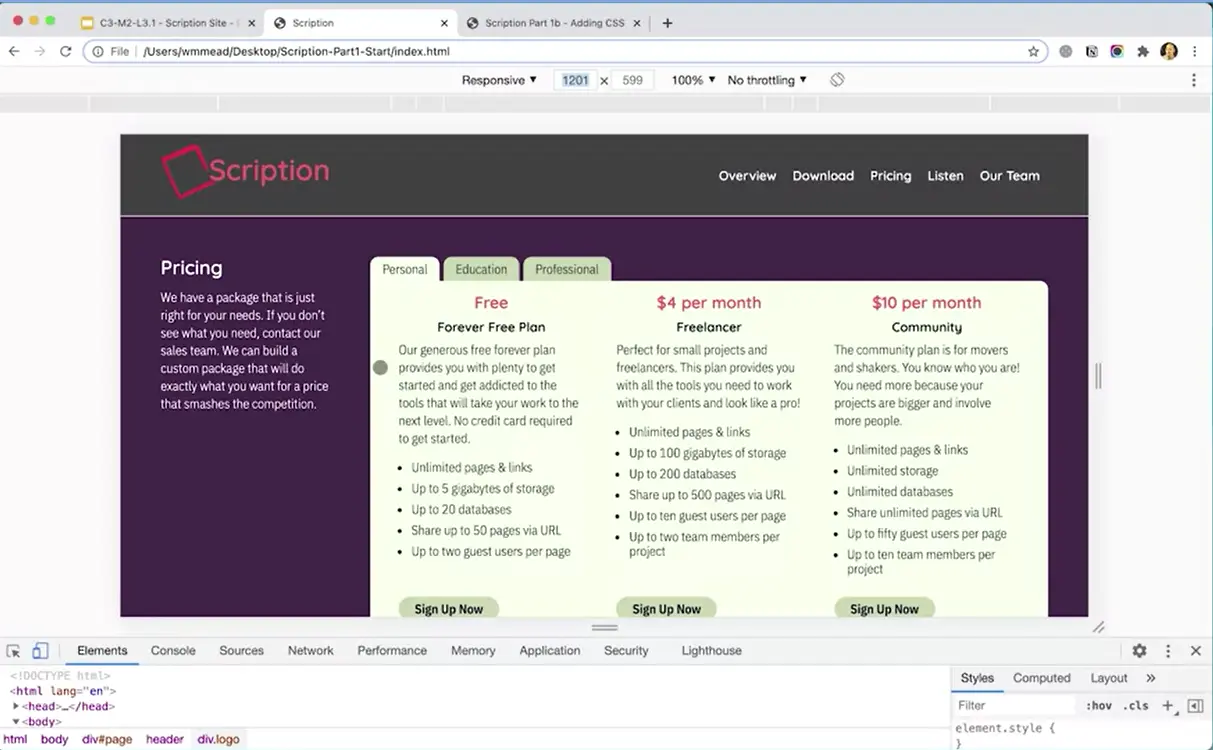 C3-M2-L3.1 - Scription Site -
Scription
Scription Part 1b - Adding CSS
File /Users/wmmead/Desktop/Scription-Part1-Start/index.html
Responsive 1201 × 599 100% No throttling
Scription
Overview Download Pricing Listen Our Team
Pricing
We have a package that is just
right for your needs. If you don't
see what you need, contact our
sales team. We can build a
custom package that will do
exactly what you want for a price
that smashes the competition.
Personal Education Professional
Free
Forever Free Plan
Our generous free forever plan
provides you with plenty to get
started and get addicted to the
tools that will take your work to the
next level. No credit card required
to get started.
• Unlimited pages & links
• Up to 5 gigabytes of storage
• Up to 20 databases
• Share up to 50 pages via URL
• Up to two guest users per page
Sign Up Now
$4 per month
Freelancer
Perfect for small projects and
freelancers. This plan provides you
with all the tools you need to work
with your clients and look like a pro!
• Unlimited pages & links
• Up to 100 gigabytes of storage
• Up to 200 databases
• Share up to 500 pages via URL
• Up to ten guest users per page
• Up to two team members per
project
Sign Up Now
$10 per month
Community
The community plan is for movers
and shakers. You know who you are!
You need more because your
projects are bigger and involve
more people.
• Unlimited pages & links
• Unlimited storage
• Unlimited databases
• Share unlimited pages via URL
• Up to fifty guest users per page
• Up to ten team members per
project
Sign Up Now
Elements Console Sources Network Performance Memory Application Security Lighthouse
<!DOCTYPE html>
<html lang="en">
<head>…</head>
<body>
html body div#page header div.logo
Styles Computed Layout »
Filter :hov .cls +
element.style {
}